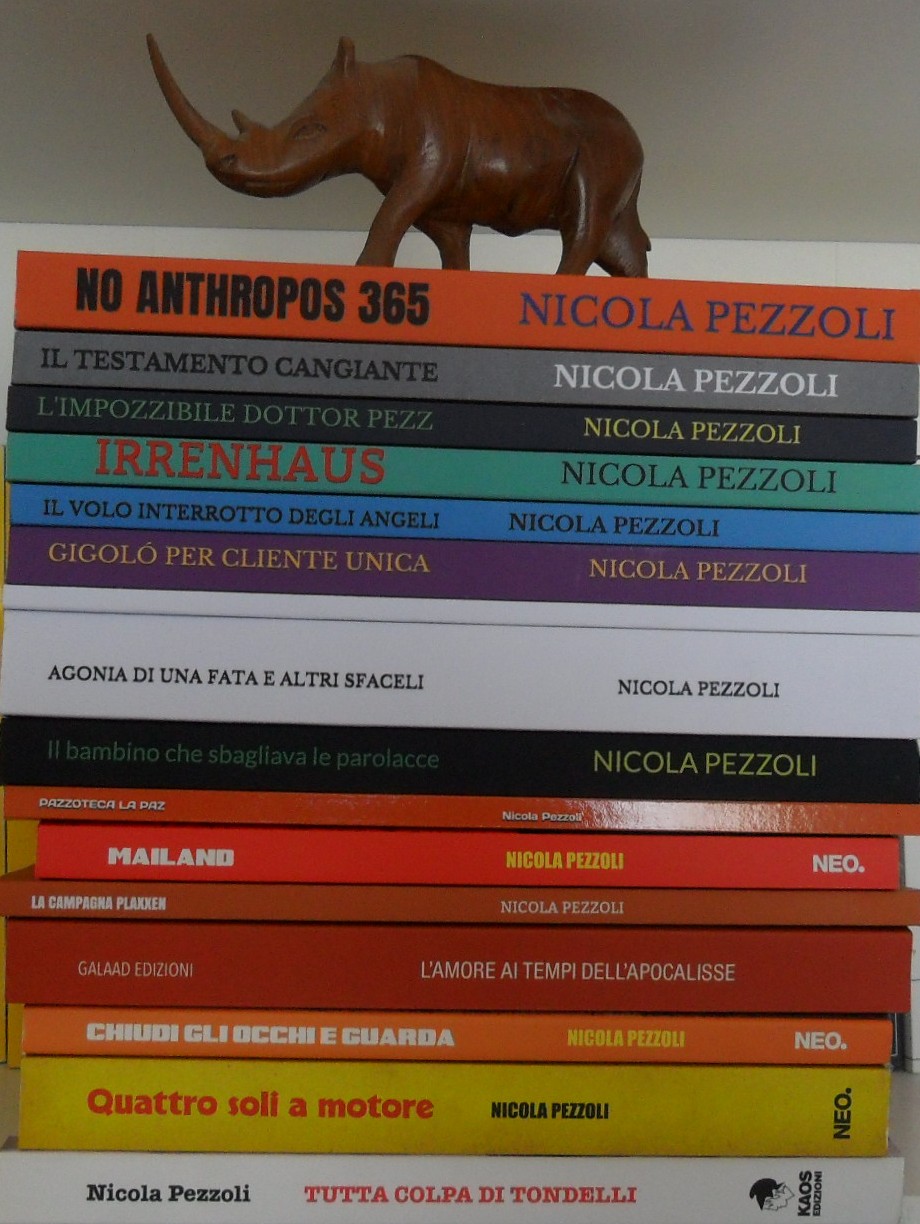 NO ANTHROPOS 365 NICOLA PEZZOLI
IL TESTAMENTO CANGIANTE NICOLA PEZZOLI
L'IMPOZZIBILE DOTTOR PEZZ NICOLA PEZZOLI
IRRENHAUS NICOLA PEZZOLI
IL VOLO INTERROTTO DEGLI ANGELI NICOLA PEZZOLI
GIGOLÓ PER CLIENTE UNICA NICOLA PEZZOLI
AGONIA DI UNA FATA E ALTRI SFACELI NICOLA PEZZOLI
Il bambino che sbagliava le parolacce NICOLA PEZZOLI
PAZZOTECA LA PAZ Nicola Pezzoli
MAILAND NICOLA PEZZOLI NEO.
LA CAMPAGNA PLAXXEN NICOLA PEZZOLI
GALAAD EDIZIONI L'AMORE AI TEMPI DELL'APOCALISSE
CHIUDI GLI OCCHI E GUARDA NICOLA PEZZOLI NEO.
Quattro soli a motore NICOLA PEZZOLI NEO.
Nicola Pezzoli TUTTA COLPA DI TONDELLI KAOS EDIZIONI